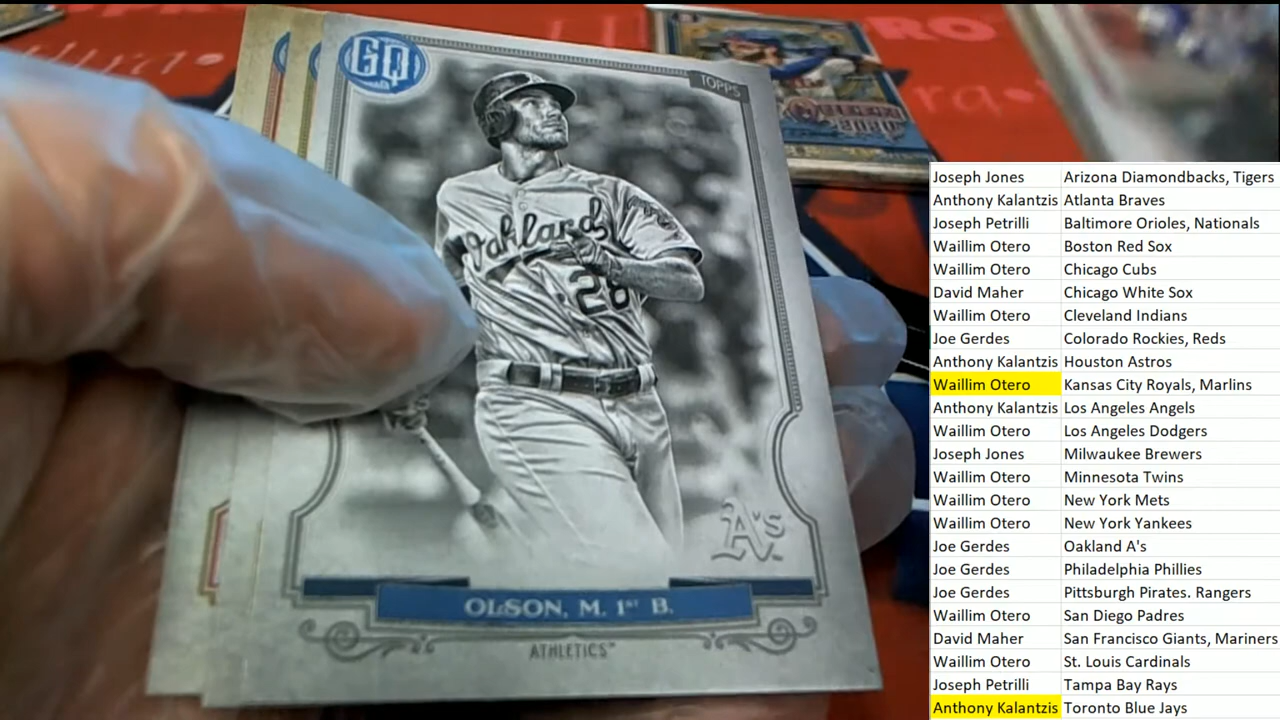 GQ
TOPPS
Oakland
28
A's
OLSON, M. 1st B.
ATHLETICS™
QUEEN
2020
Joseph Jones Arizona Diamondbacks, Tigers
Anthony Kalantzis Atlanta Braves
Joseph Petrilli Baltimore Orioles, Nationals
Waillim Otero Boston Red Sox
Waillim Otero Chicago Cubs
David Maher Chicago White Sox
Waillim Otero Cleveland Indians
Joe Gerdes Colorado Rockies, Reds
Anthony Kalantzis Houston Astros
Waillim Otero Kansas City Royals, Marlins
Anthony Kalantzis Los Angeles Angels
Waillim Otero Los Angeles Dodgers
Joseph Jones Milwaukee Brewers
Waillim Otero Minnesota Twins
Waillim Otero New York Mets
Waillim Otero New York Yankees
Joe Gerdes Oakland A's
Joe Gerdes Philadelphia Phillies
Joe Gerdes Pittsburgh Pirates. Rangers
Waillim Otero San Diego Padres
David Maher San Francisco Giants, Mariners
Waillim Otero St. Louis Cardinals
Joseph Petrilli Tampa Bay Rays
Anthony Kalantzis Toronto Blue Jays